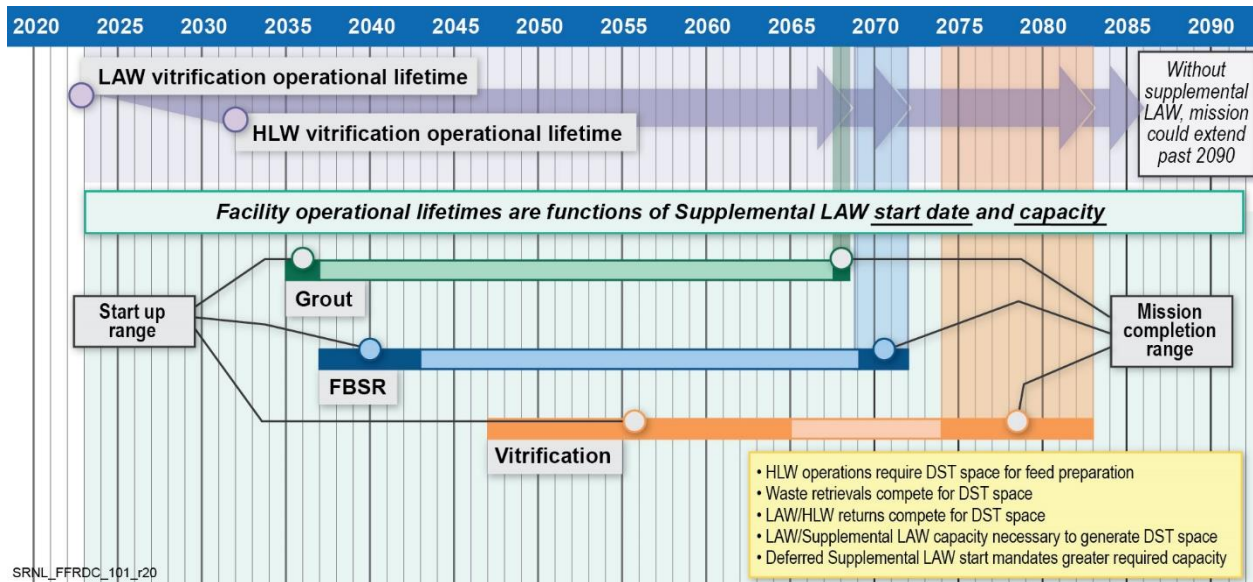 2020 2025 2030 2035 2040 2045 2050 2055 2060 2065 2070 2075 2080 2085 2090
LAW vitrification operational lifetime
HLW vitrification operational lifetime
Without
supplemental
LAW, mission
could extend
past 2090
Facility operational lifetimes are functions of Supplemental LAW start date and capacity
Grout
Start up
range
Mission
completion
range
FBSR
Vitrification
• HLW operations require DST space for feed preparation
• Waste retrievals compete for DST space
• LAW/HLW returns compete for DST space
• LAW/Supplemental LAW capacity necessary to generate DST space
• Deferred Supplemental LAW start mandates greater required capacity
SRNL_FFRDC_101_r20